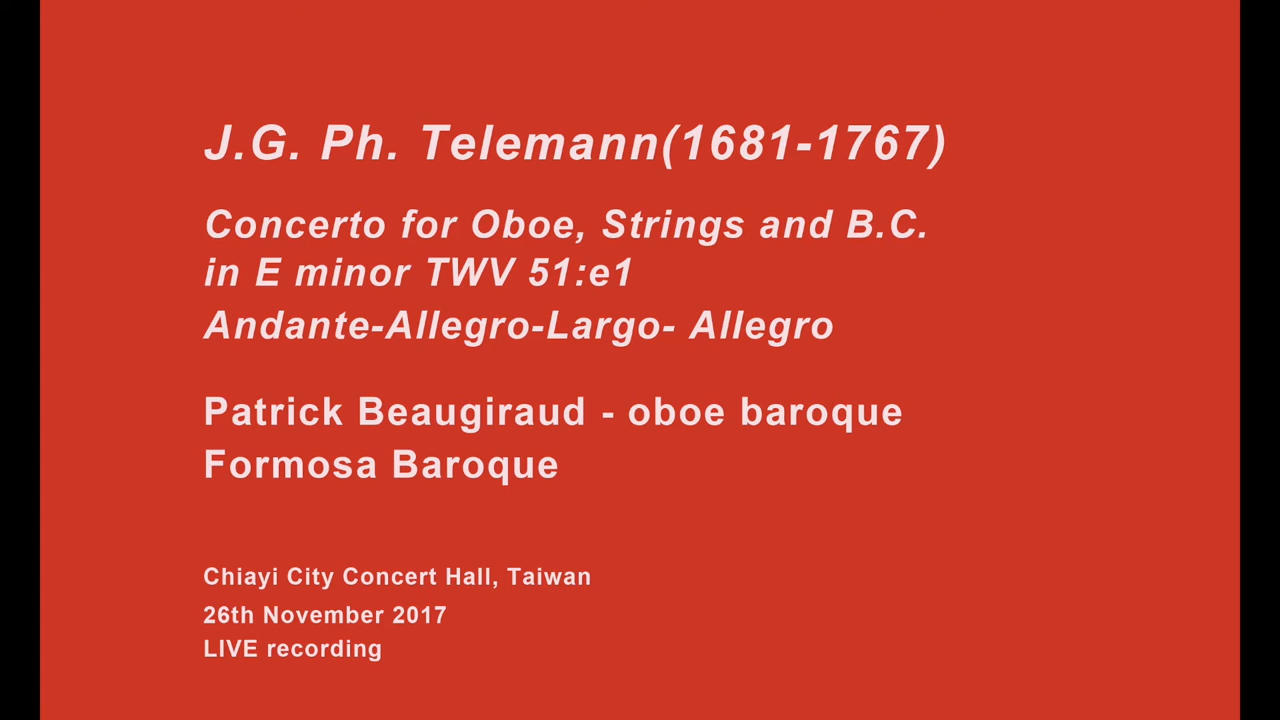 J.G. Ph. Telemann(1681-1767)
Concerto for Oboe, Strings and B.C.
in E minor TWV 51:e1
Andante-Allegro-Largo- Allegro
Patrick Beaugiraud - oboe baroque
Formosa Baroque
Chiayi City Concert Hall, Taiwan
26th November 2017
LIVE recording